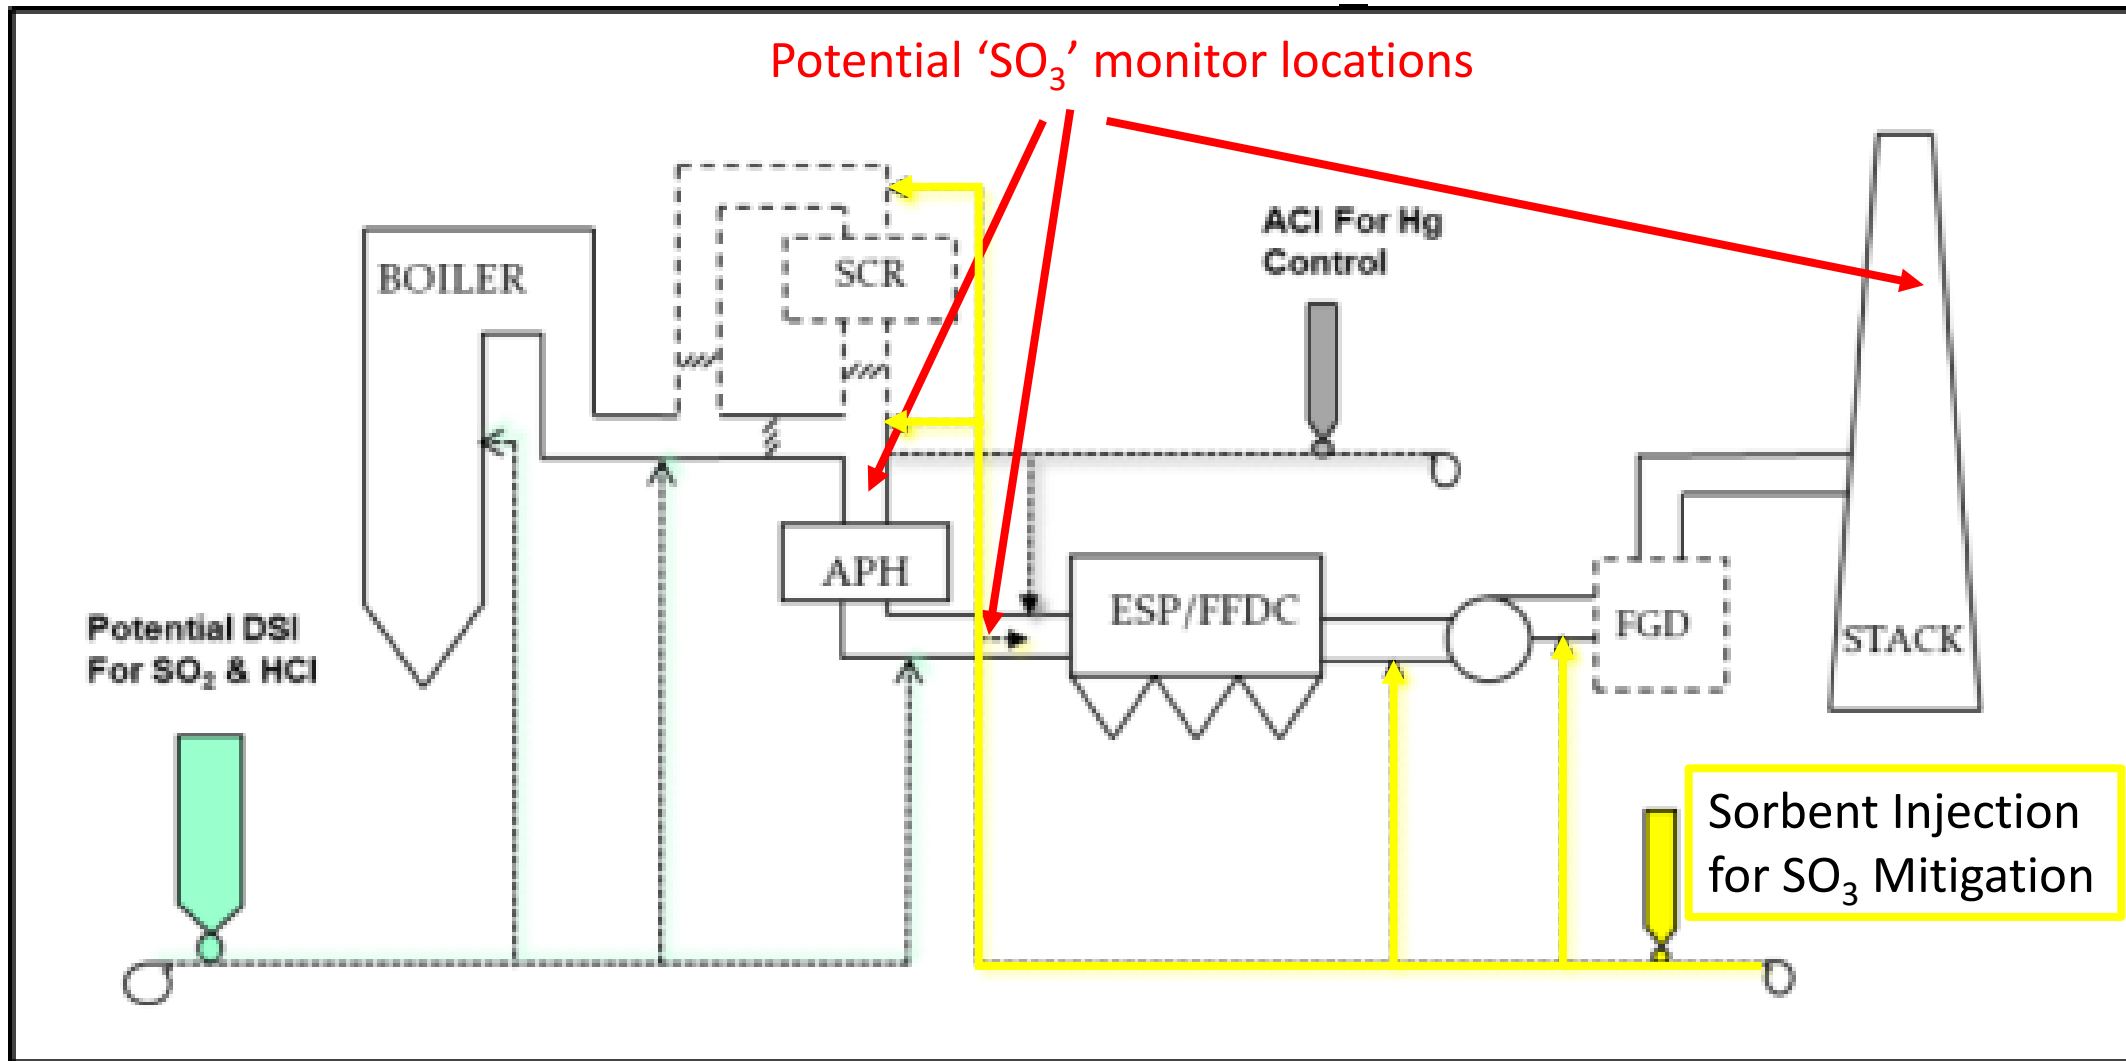 Potential ‘SO₃’ monitor locations
ACI For Hg
Control
BOILER
SCR
APH
ESP/FFDC
FGD
STACK
Potential DSI
For SO₂ & HCl
Sorbent Injection
for SO₃ Mitigation